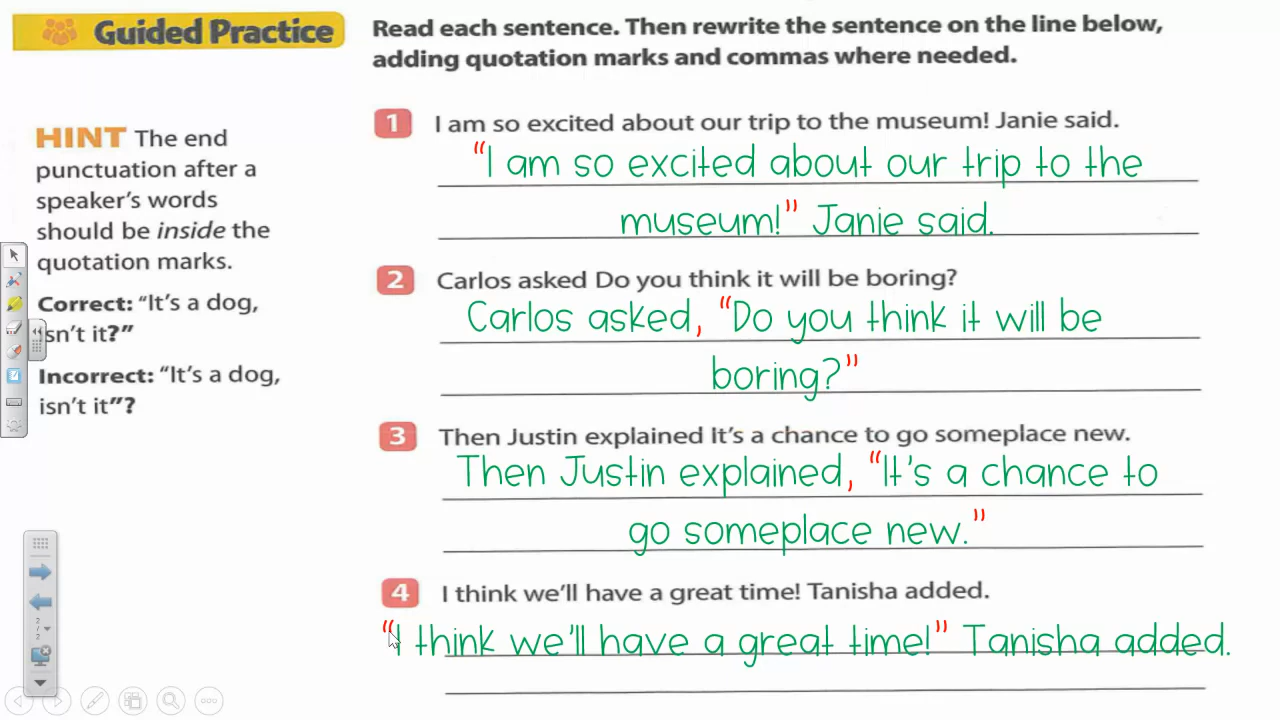 Guided Practice
Read each sentence. Then rewrite the sentence on the line below,
adding quotation marks and commas where needed.
HINT The end
punctuation after a
speaker's words
should be inside the
quotation marks.
Correct: "It's a dog,
isn't it?"
Incorrect: "It's a dog,
isn't it"?
1 I am so excited about our trip to the museum! Janie said.
"I am so excited about our trip to the
museum!" Janie said.
2 Carlos asked Do you think it will be boring?
Carlos asked, "Do you think it will be
boring?"
3 Then Justin explained It's a chance to go someplace new.
Then Justin explained, "It's a chance to
go someplace new."
4 I think we'll have a great time! Tanisha added.
"I think we'll have a great time!" Tanisha added.
2
/
2